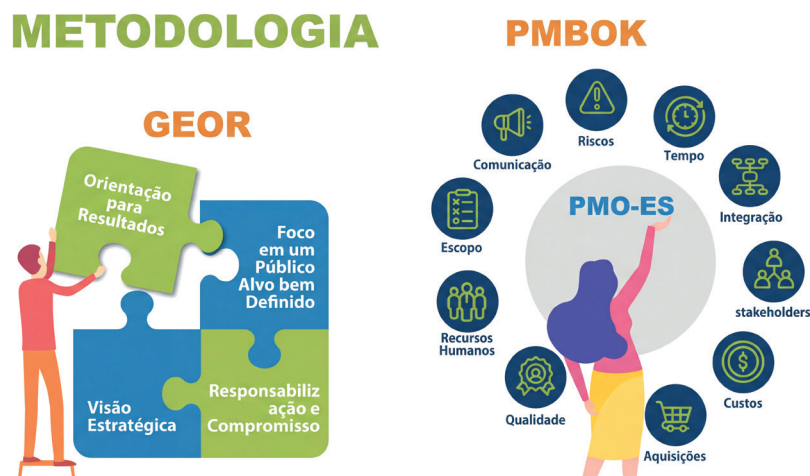 METODOLOGIA
GEOR
Orientação
para
Resultados
Foco
em um
Público
Alvo bem
Definido
Visão
Estratégica
Responsabiliz
ação e
Compromisso
PMBOK
PMO-ES
Riscos
Tempo
Integração
stakeholders
Custos
Aquisições
Qualidade
Recursos
Humanos
Escopo
Comunicação